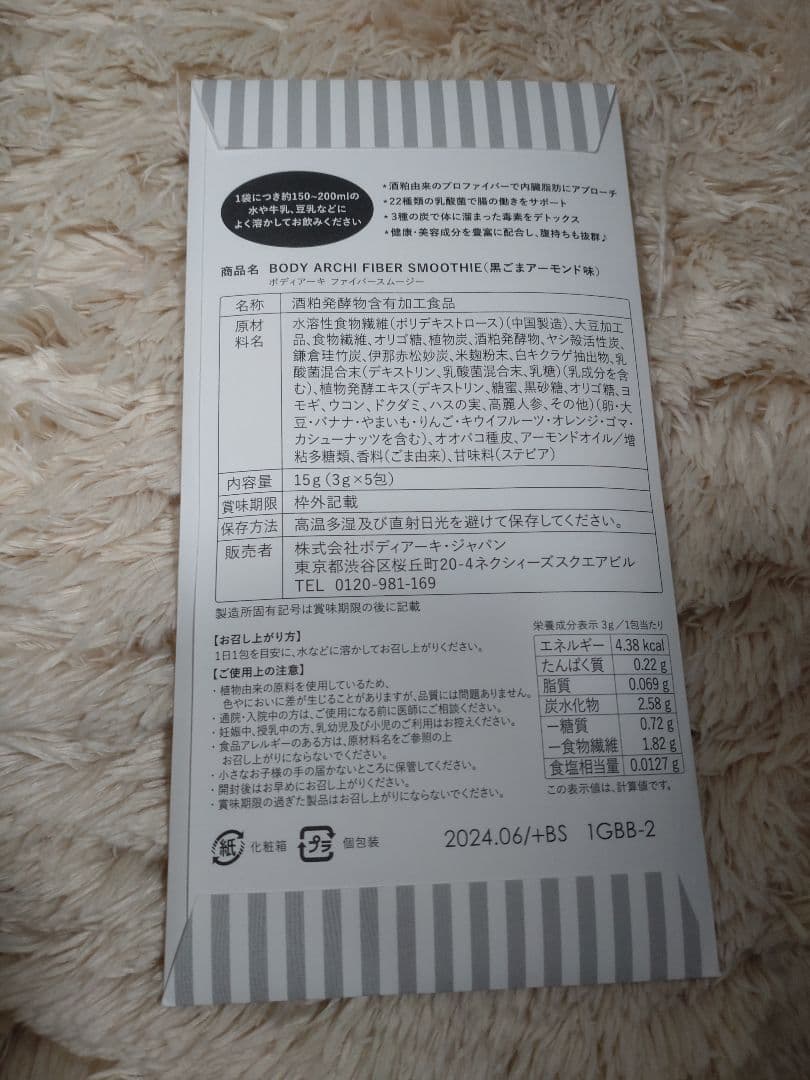 1袋につき約150~200mlの
水や牛乳、豆乳などに
よく溶かしてお飲みください
*酒粕由来のプロファイバーで内臓脂肪にアプローチ
*22種類の乳酸菌で腸の働きをサポート
*3種の炭で体に溜まった毒素をデトックス
*健康・美容成分を豊富に配合し、腹持ちも抜群♪
商品名 BODY ARCHI FIBER SMOOTHIE(黒ごまアーモンド味)
ボディアーキ ファイバースムージー
名称 酒粕発酵物含有加工食品
原材料名 水溶性食物繊維(ポリデキストロース)(中国製造)、大豆加工
品、食物繊維、オリゴ糖、植物炭、酒粕発酵物、ヤシ殻活性炭、
鎌倉珪竹炭、伊那赤松妙炭、米麹粉末、白キクラゲ抽出物、乳
酸菌混合末(デキストリン、乳酸菌混合末、乳糖)(乳成分を含
む)、植物発酵エキス(デキストリン、糖蜜、黒砂糖、オリゴ糖、ヨ
モギ、ウコン、ドクダミ、ハスの実、高麗人参、その他)(卵・大
豆・バナナ・やまいも・りんご・キウイフルーツ・オレンジ・ゴマ・
カシューナッツを含む)、オオバコ種皮、アーモンドオイル/増
粘多糖類、香料(ごま由来)、甘味料(ステビア)
内容量 15g(3g×5包)
賞味期限 枠外記載
保存方法 高温多湿及び直射日光を避けて保存してください。
販売者 株式会社ボディアーキ・ジャパン
東京都渋谷区桜丘町20-4ネクシィーズスクエアビル
TEL 0120-981-169
製造所固有記号は賞味期限の後に記載
【お召し上がり方】
1日1包を目安に、水などに溶かしてお召し上がりください。
【ご使用上の注意】
・植物由来の原料を使用しているため、
色やにおいに差が生じることがありますが、品質には問題ありません。
・通院・入院中の方は、ご使用になる前に医師にご相談ください。
・妊娠中、授乳中の方、乳幼児及び小児のご利用はお控えください。
・食品アレルギーのある方は、原材料名をご参照の上
お召し上がりにならないでください。
・小さなお子様の手の届かないところに保管してください。
・開封後はお早めにお召し上がりください。
・賞味期限の過ぎた製品はお召し上がりにならないでください。
栄養成分表示 3g/1包当たり
エネルギー 4.38 kcal
たんぱく質 0.22 g
脂質 0.069 g
炭水化物 2.58 g
―糖質 0.72 g
―食物繊維 1.82 g
食塩相当量 0.0127 g
この表示値は、計算値です。
紙 化粧箱 プラ 個包装 2024.06/+BS 1GBB-2